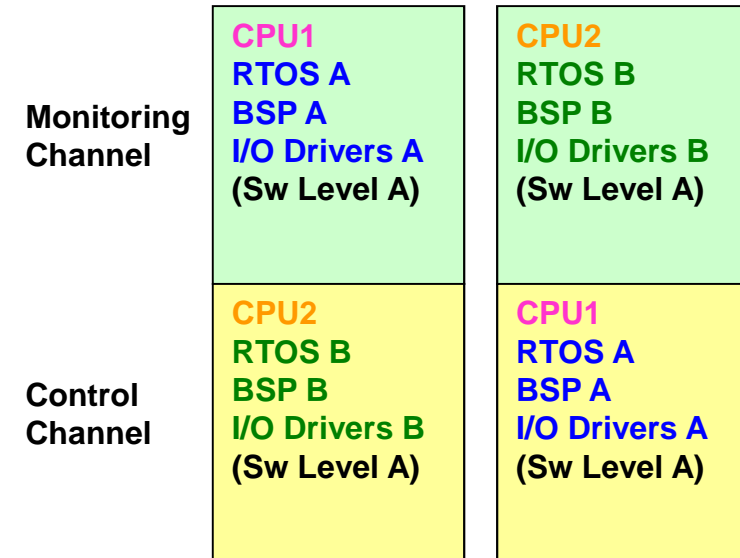 Monitoring
Channel
CPU1
RTOS A
BSP A
I/O Drivers A
(Sw Level A)
CPU2
RTOS B
BSP B
I/O Drivers B
(Sw Level A)
Control
Channel
CPU2
RTOS B
BSP B
I/O Drivers B
(Sw Level A)
CPU1
RTOS A
BSP A
I/O Drivers A
(Sw Level A)